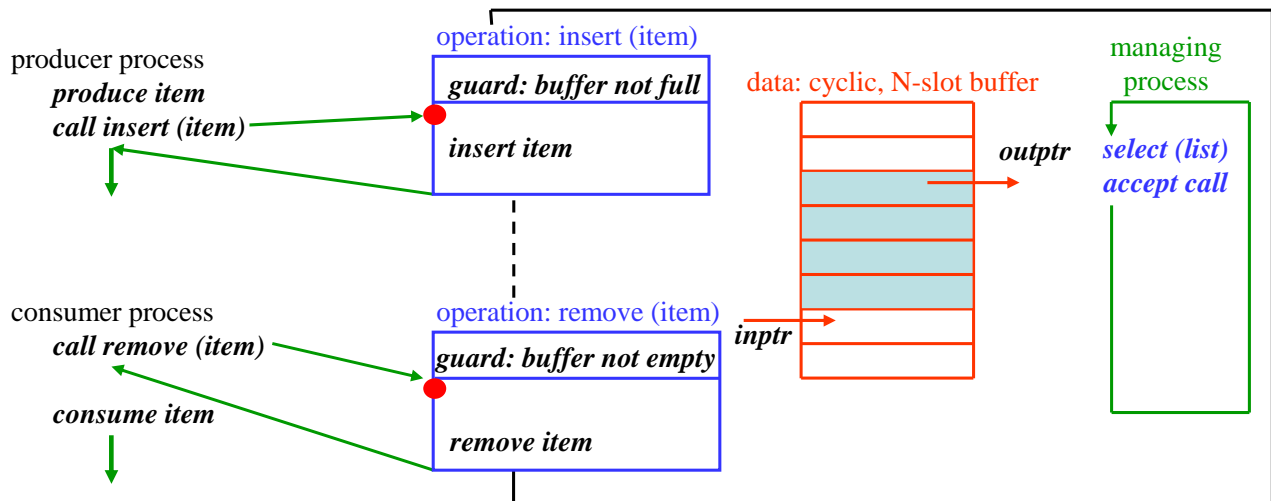 producer process
produce item
call insert (item)
operation: insert (item)
guard: buffer not full
insert item
data: cyclic, N-slot buffer
outptr
inptr
managing
process
select (list)
accept call
consumer process
call remove (item)
consume item
operation: remove (item)
guard: buffer not empty
remove item